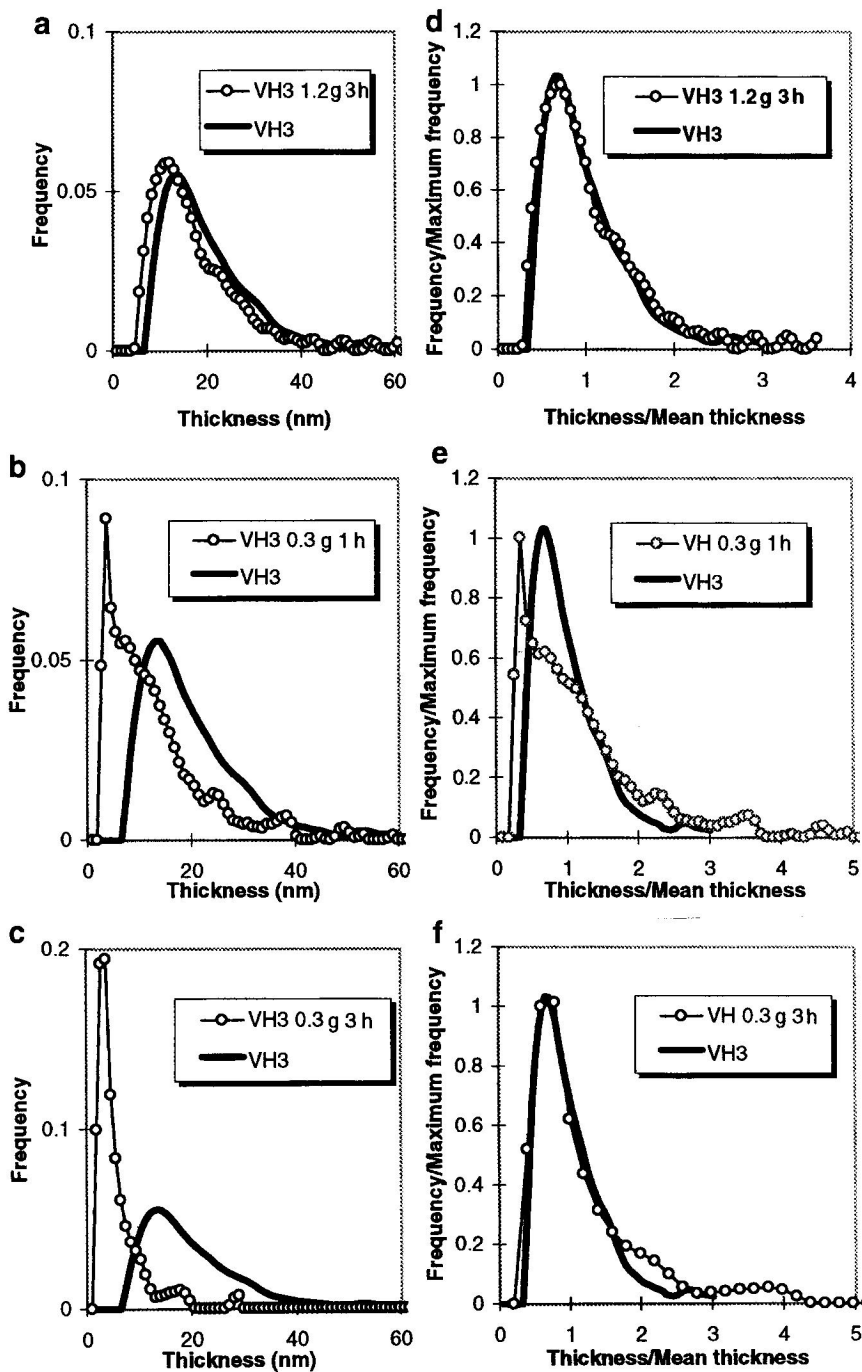 a
0.1
0.05
0
Frequency
VH3 1.2g 3h
VH3
0 20 40 60
Thickness (nm)
d
1.2
1
0.8
0.6
0.4
0.2
0
Frequency/Maximum frequency
VH3 1.2g 3h
VH3
0 1 2 3 4
Thickness/Mean thickness
b
0.1
0.05
0
Frequency
VH3 0.3 g 1 h
VH3
0 20 40 60
Thickness (nm)
e
1.2
1
0.8
0.6
0.4
0.2
0
Frequency/Maximum frequency
VH 0.3 g 1 h
VH3
0 1 2 3 4 5
Thickness/Mean thickness
c
0.2
0.1
0
Frequency
VH3 0.3 g 3 h
VH3
0 20 40 60
Thickness (nm)
f
1.2
1
0.8
0.6
0.4
0.2
0
Frequency/Maximum frequency
VH 0.3 g 3 h
VH3
0 1 2 3 4 5
Thickness/Mean thickness